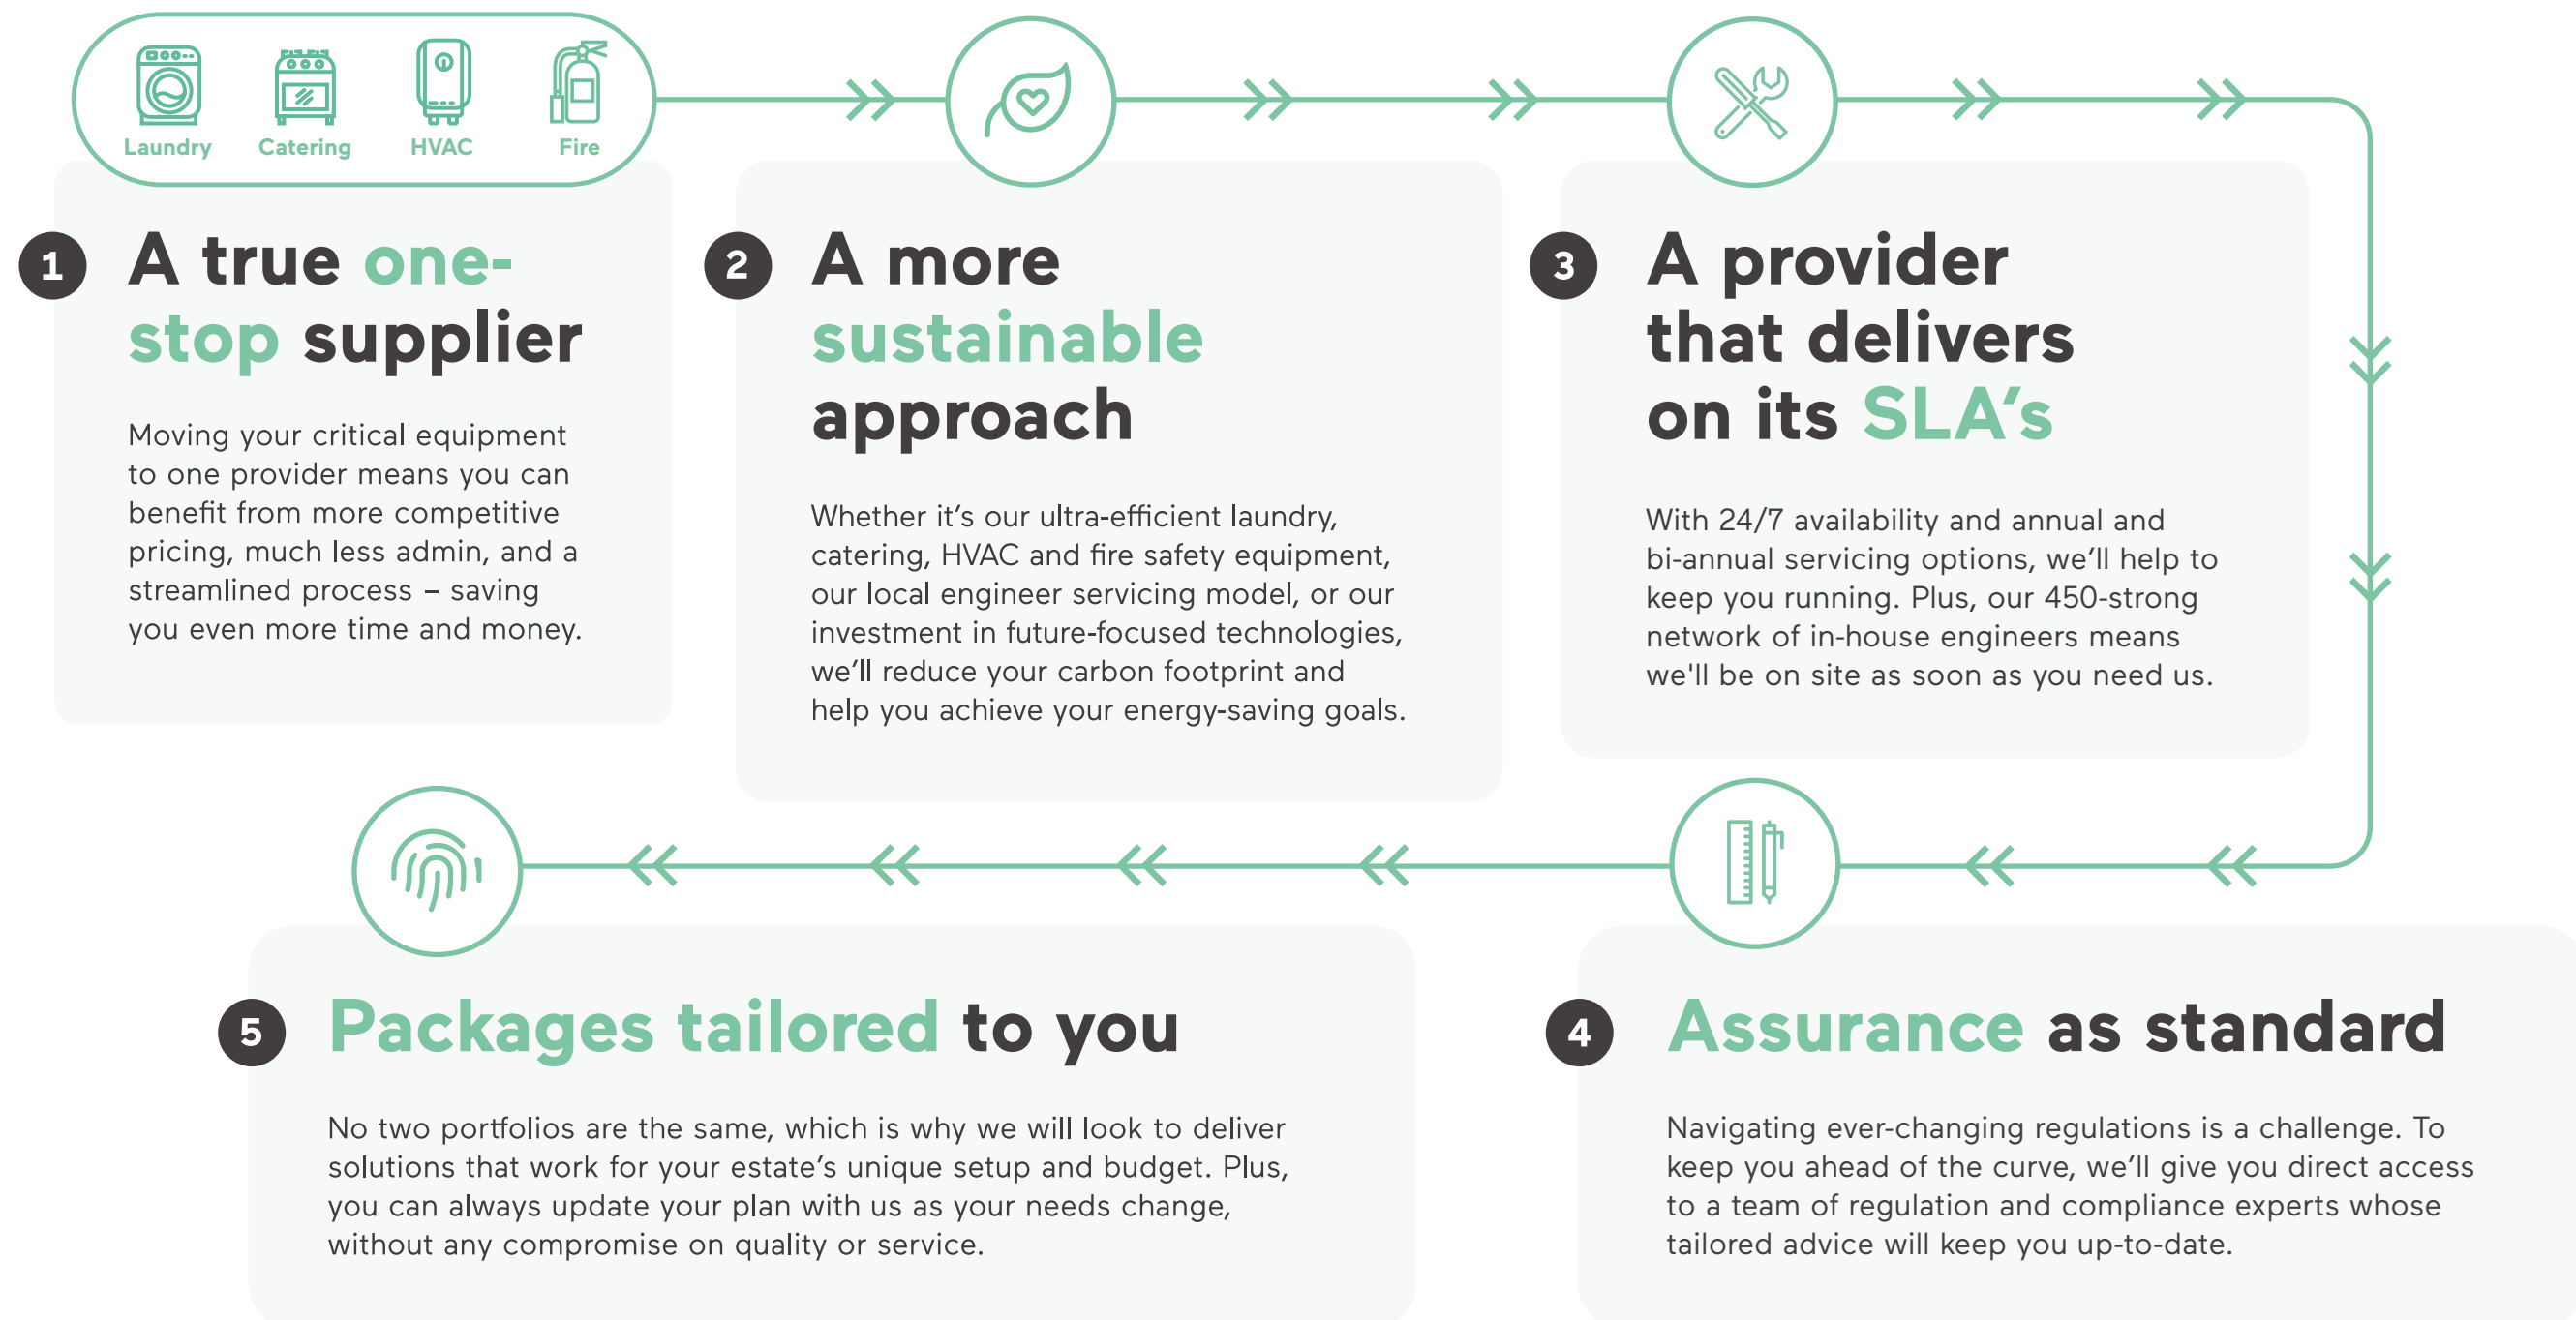 Laundry
Catering
HVAC
Fire
1
A true one-
stop supplier
Moving your critical equipment
to one provider means you can
benefit from more competitive
pricing, much less admin, and a
streamlined process – saving
you even more time and money.
2
A more
sustainable
approach
Whether it’s our ultra-efficient laundry,
catering, HVAC and fire safety equipment,
our local engineer servicing model, or our
investment in future-focused technologies,
we’ll reduce your carbon footprint and
help you achieve your energy-saving goals.
3
A provider
that delivers
on its SLA’s
With 24/7 availability and annual and
bi-annual servicing options, we’ll help to
keep you running. Plus, our 450-strong
network of in-house engineers means
we'll be on site as soon as you need us.
4
Assurance as standard
Navigating ever-changing regulations is a challenge. To
keep you ahead of the curve, we’ll give you direct access
to a team of regulation and compliance experts whose
tailored advice will keep you up-to-date.
5
Packages tailored to you
No two portfolios are the same, which is why we will look to deliver
solutions that work for your estate’s unique setup and budget. Plus,
you can always update your plan with us as your needs change,
without any compromise on quality or service.